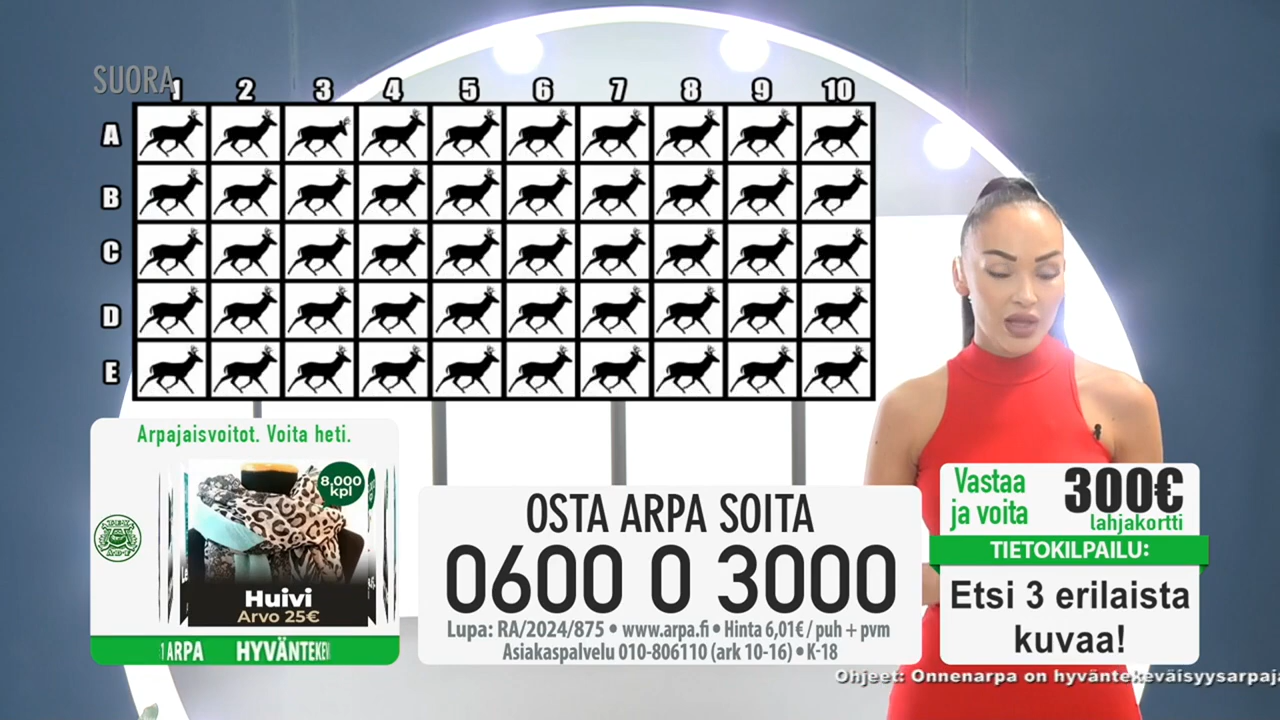 SUORA
1 2 3 4 5 6 7 8 9 10
A
B
C
D
E
Arpajaisvoitot. Voita heti.
8.000
kpl
Huivi
Arvo 25€
ARPA HYVÄNTEKEV
OSTA ARPA SOITA
0600 0 3000
Lupa: RA/2024/875 • www.arpa.fi • Hinta 6,01€ / puh + pvm
Asiakaspalvelu 010-806110 (ark 10-16) • K-18
Vastaa
ja voita
300€
lahjakortti
TIETOKILPAILU:
Etsi 3 erilaista
kuvaa!
Ohjeet: Onnenarpa on hyväntekeväisyysarpaja